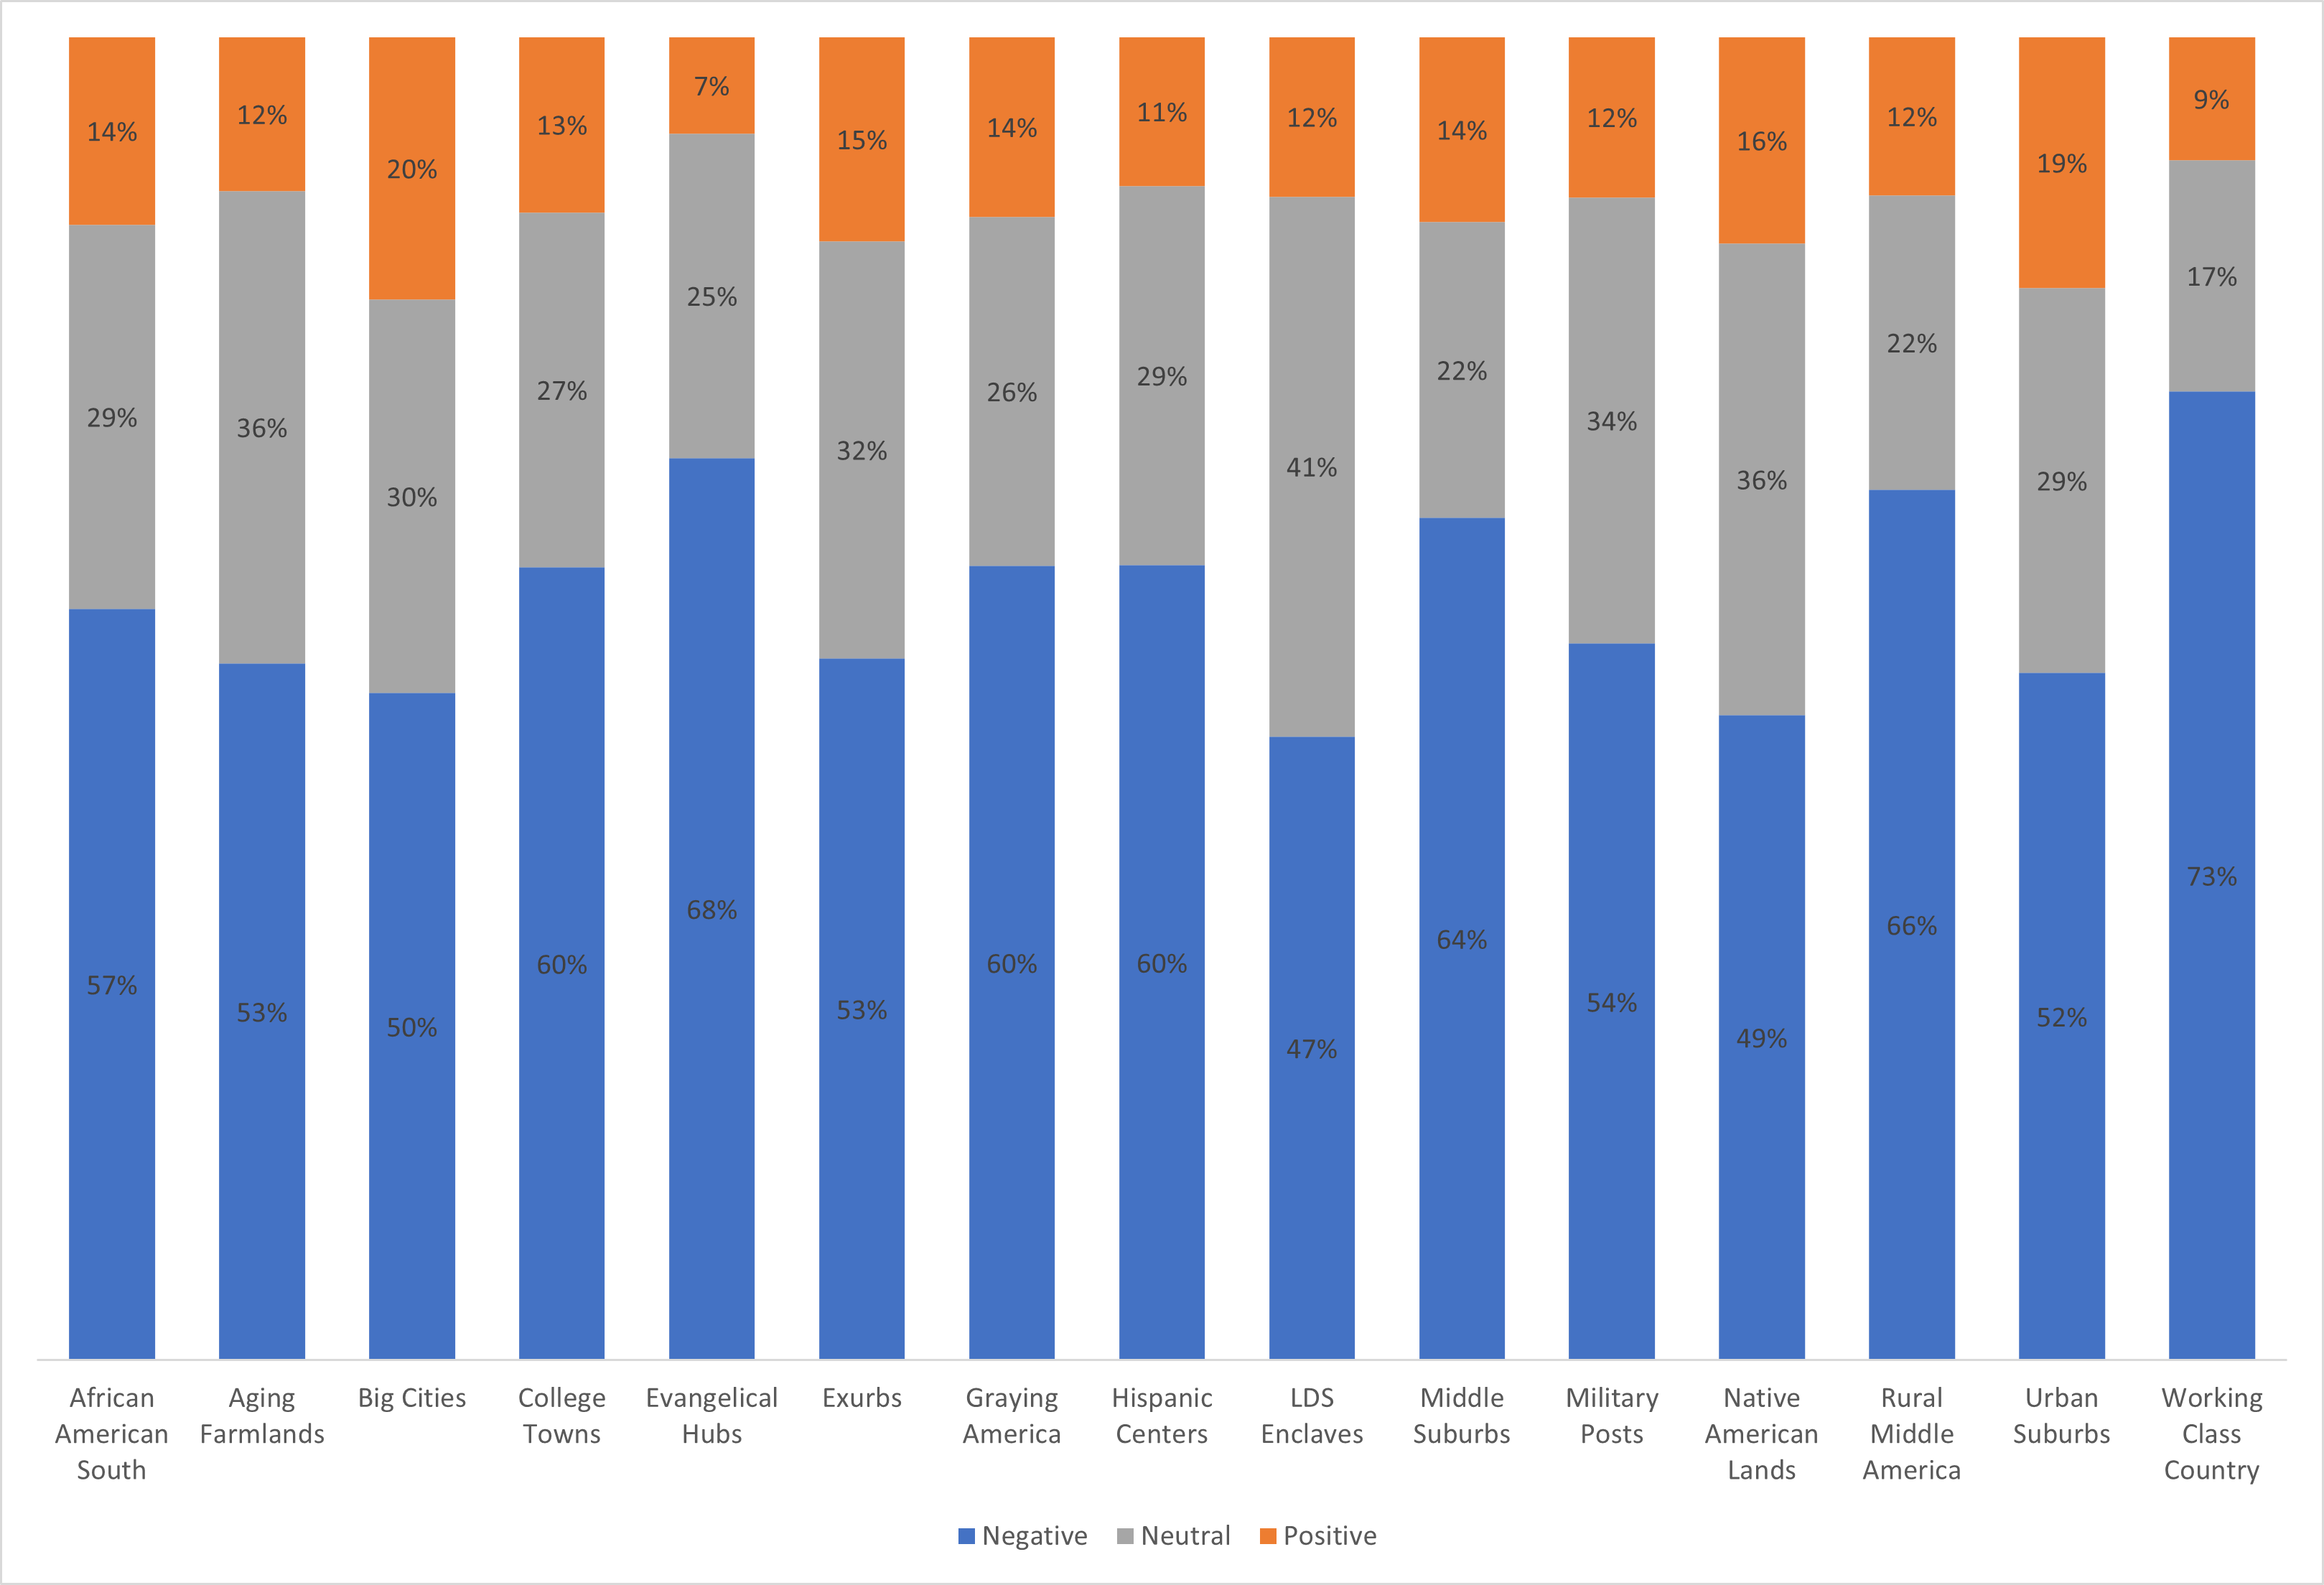 14%
12%
20%
13%
7%
15%
14%
11%
12%
14%
12%
16%
12%
19%
9%
29%
36%
30%
27%
25%
32%
26%
29%
41%
22%
34%
36%
22%
29%
17%
57%
53%
50%
60%
68%
53%
60%
60%
47%
64%
54%
49%
66%
52%
73%
African
American
South
Aging
Farmlands
Big Cities
College
Towns
Evangelical
Hubs
Exurbs
Graying
America
Hispanic
Centers
LDS
Enclaves
Middle
Suburbs
Military
Posts
Native
American
Lands
Rural
Middle
America
Urban
Suburbs
Working
Class
Country
Negative
Neutral
Positive